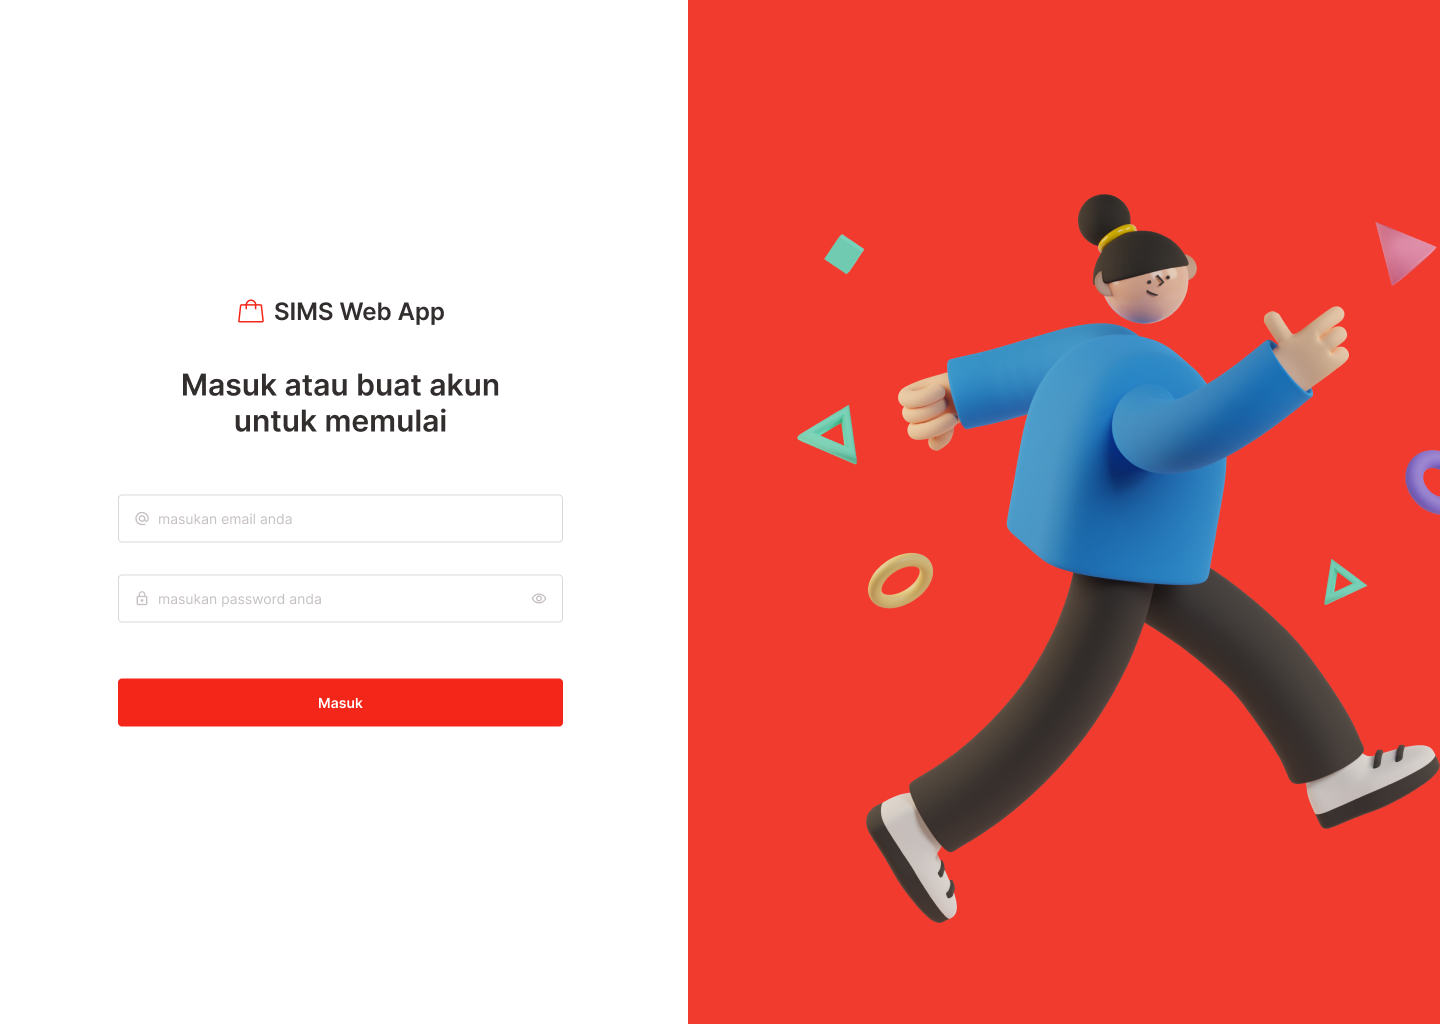 SIMS Web App
Masuk atau buat akun
untuk memulai
masukan email anda
masukan password anda
Masuk